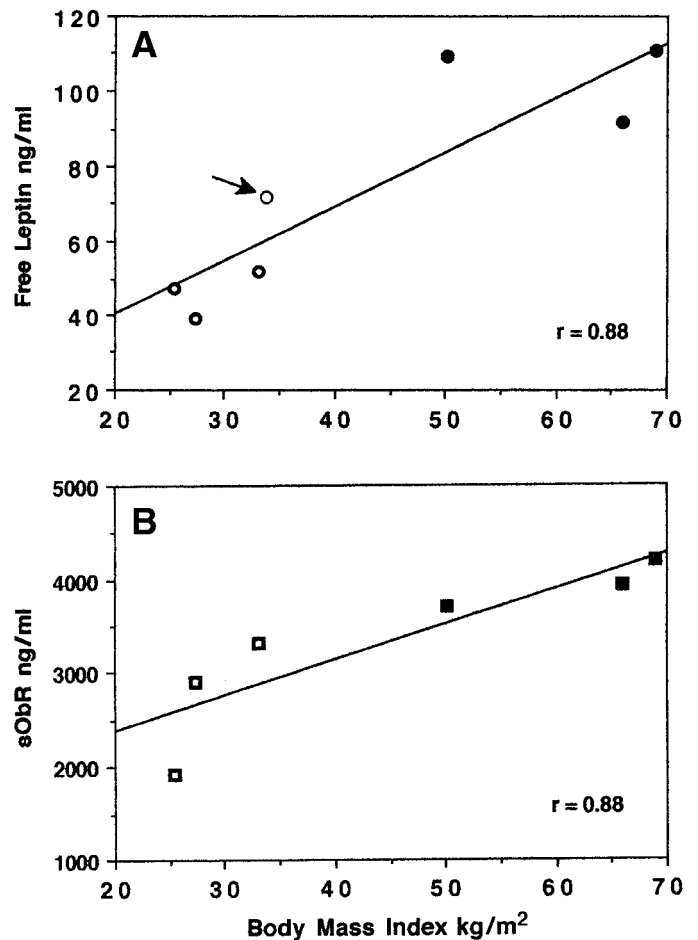 A
Free Leptin ng/ml
120
100
80
60
40
20
r = 0.88
20 30 40 50 60 70
B
sObR ng/ml
5000
4000
3000
2000
1000
r = 0.88
20 30 40 50 60 70
Body Mass Index kg/m²